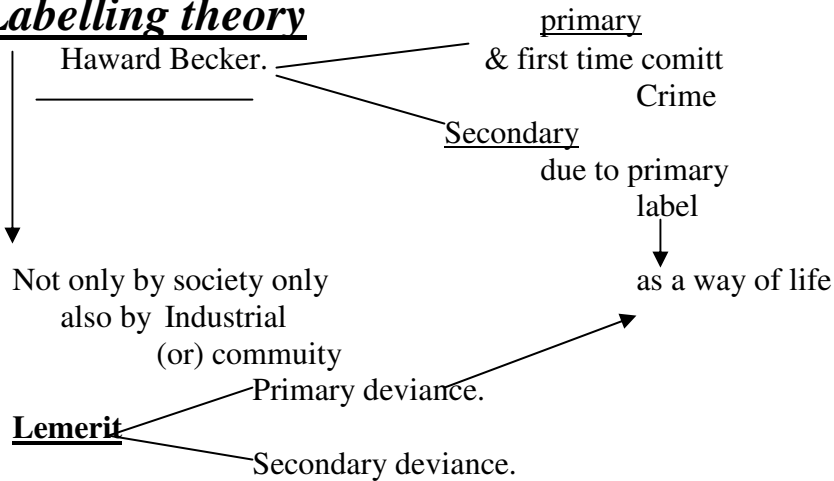 Labelling theory
primary
Haward Becker.
& first time comitt
Crime
Secondary
due to primary
label
Not only by society only
as a way of life
also by Industrial
(or) commuity
Primary deviance.
Lemerit
Secondary deviance.